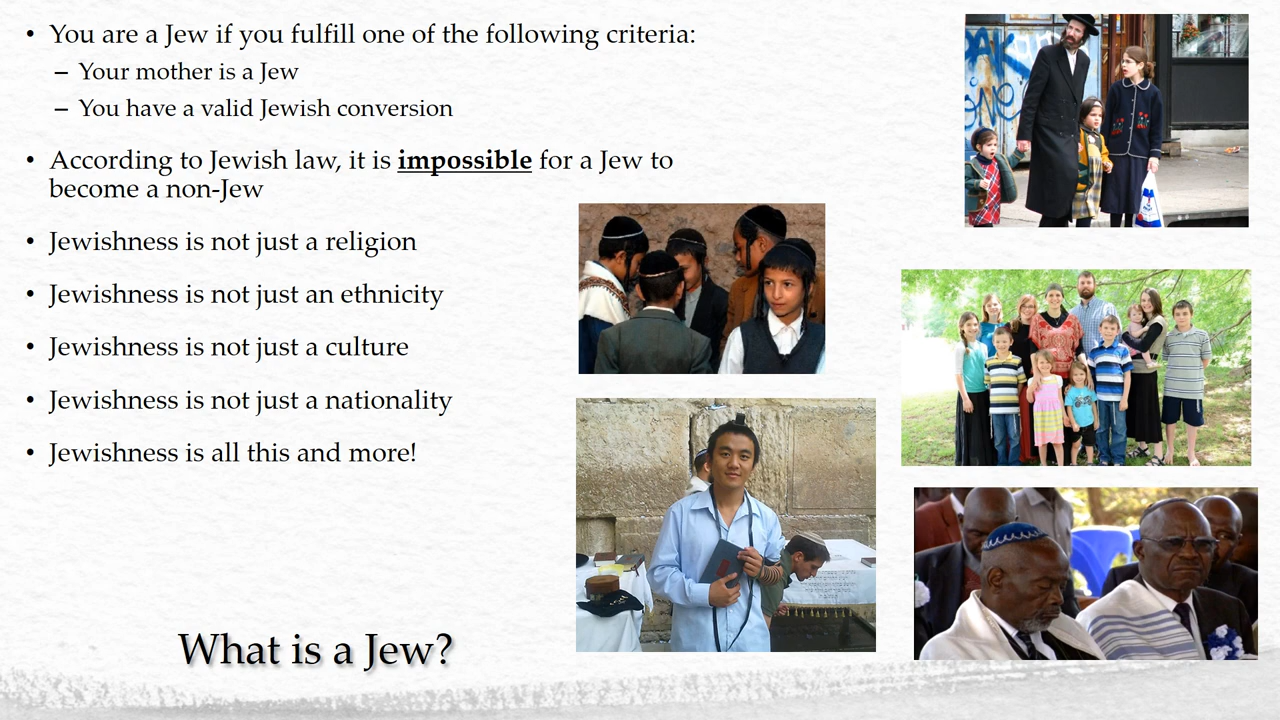 • You are a Jew if you fulfill one of the following criteria:
– Your mother is a Jew
– You have a valid Jewish conversion
• According to Jewish law, it is impossible for a Jew to
become a non-Jew
• Jewishness is not just a religion
• Jewishness is not just an ethnicity
• Jewishness is not just a culture
• Jewishness is not just a nationality
• Jewishness is all this and more!
What is a Jew?